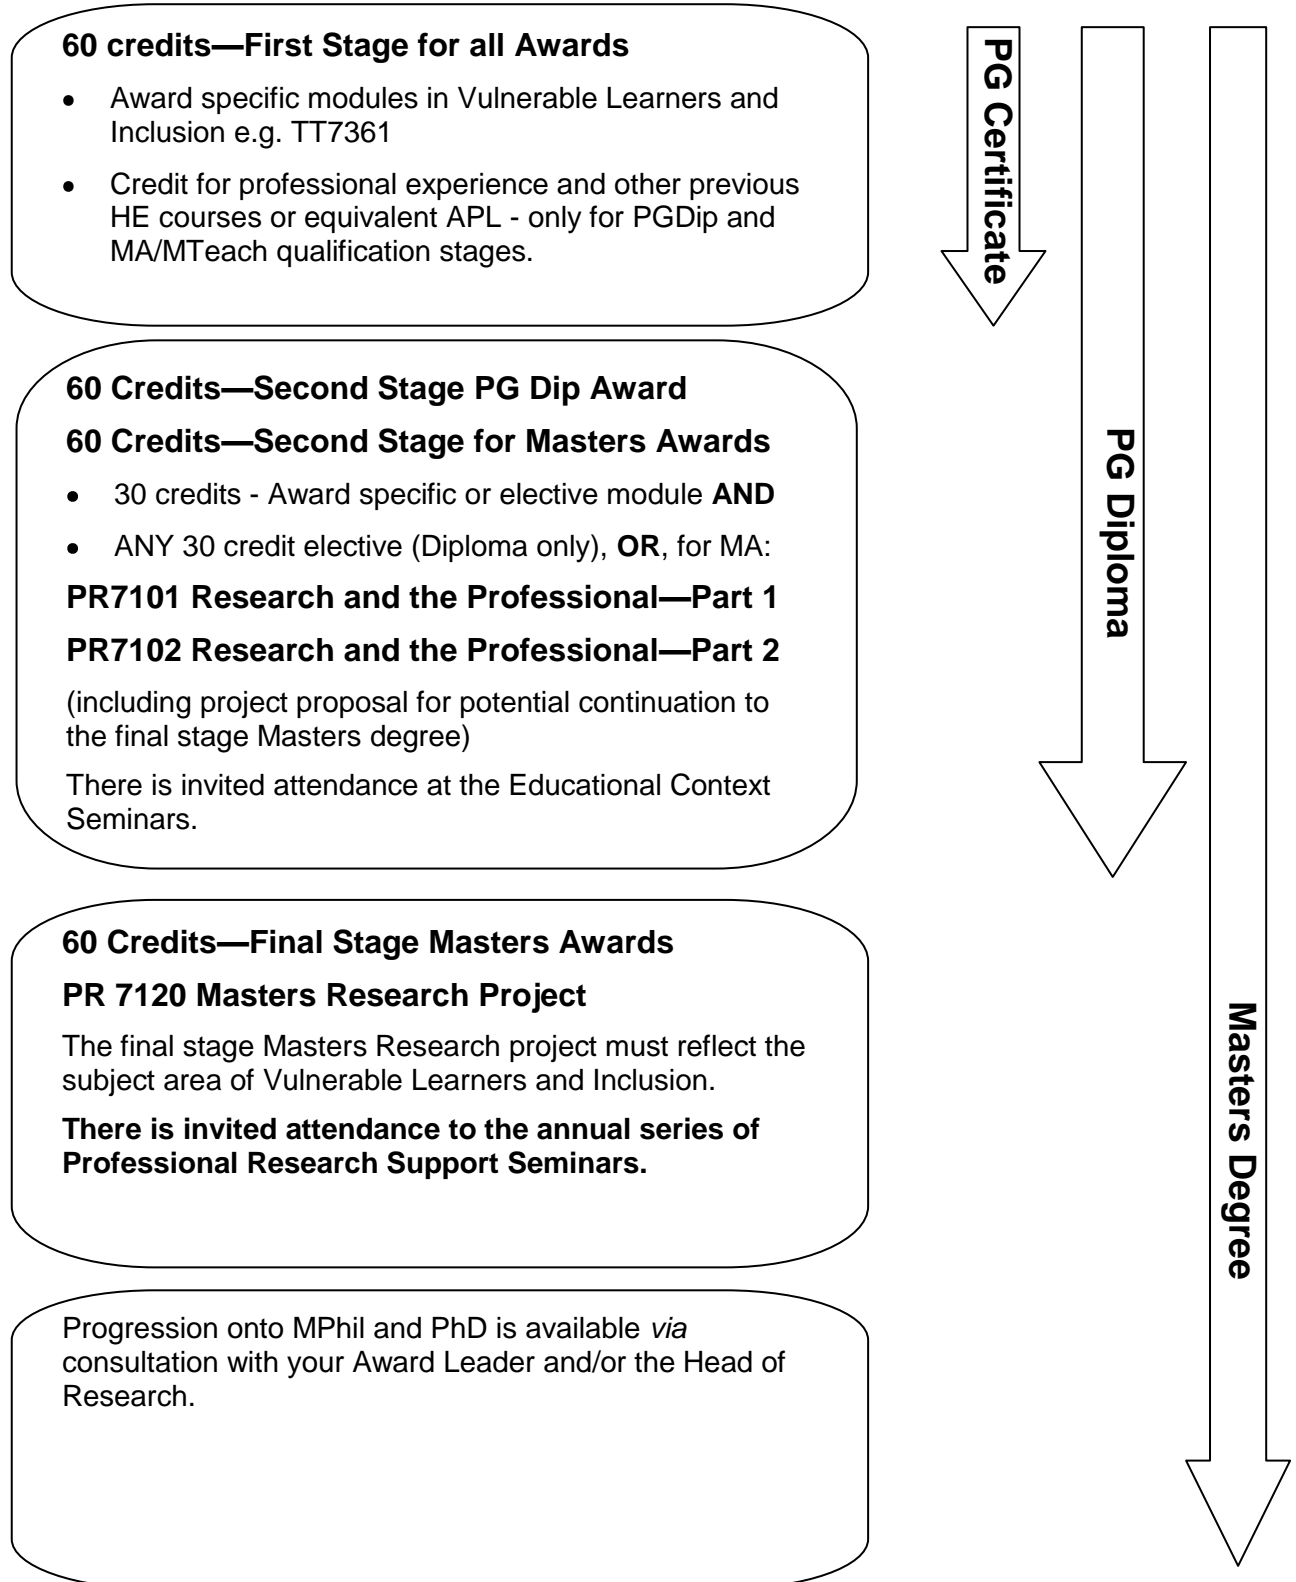 60 credits—First Stage for all Awards
• Award specific modules in Vulnerable Learners and
Inclusion e.g. TT7361
• Credit for professional experience and other previous
HE courses or equivalent APL - only for PGDip and
MA/MTeach qualification stages.
60 Credits—Second Stage PG Dip Award
60 Credits—Second Stage for Masters Awards
• 30 credits - Award specific or elective module AND
• ANY 30 credit elective (Diploma only), OR, for MA:
PR7101 Research and the Professional—Part 1
PR7102 Research and the Professional—Part 2
(including project proposal for potential continuation to
the final stage Masters degree)
There is invited attendance at the Educational Context
Seminars.
60 Credits—Final Stage Masters Awards
PR 7120 Masters Research Project
The final stage Masters Research project must reflect the
subject area of Vulnerable Learners and Inclusion.
There is invited attendance to the annual series of
Professional Research Support Seminars.
Progression onto MPhil and PhD is available via
consultation with your Award Leader and/or the Head of
Research.
PG Certificate
PG Diploma
Masters Degree